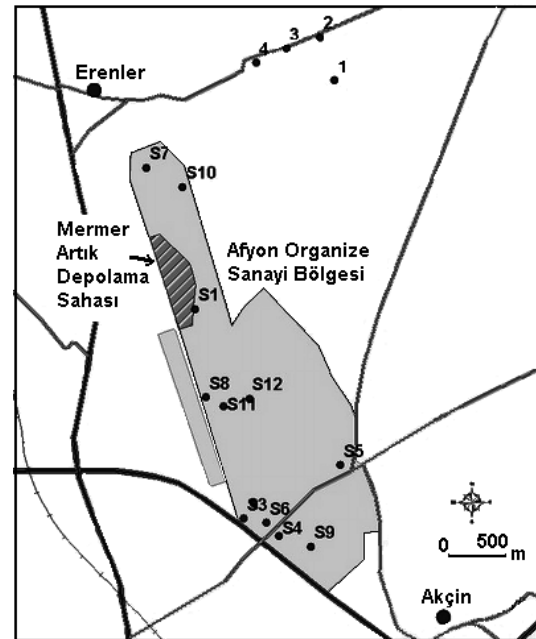 2
3
4
1
Erenler
S7
S10
Mermer
Artık
Depolama
Sahası
Afyon Organize
Sanayi Bölgesi
S1
S8
S12
S11
S5
S3
S6
S4
S9
0 500
m
Akçin